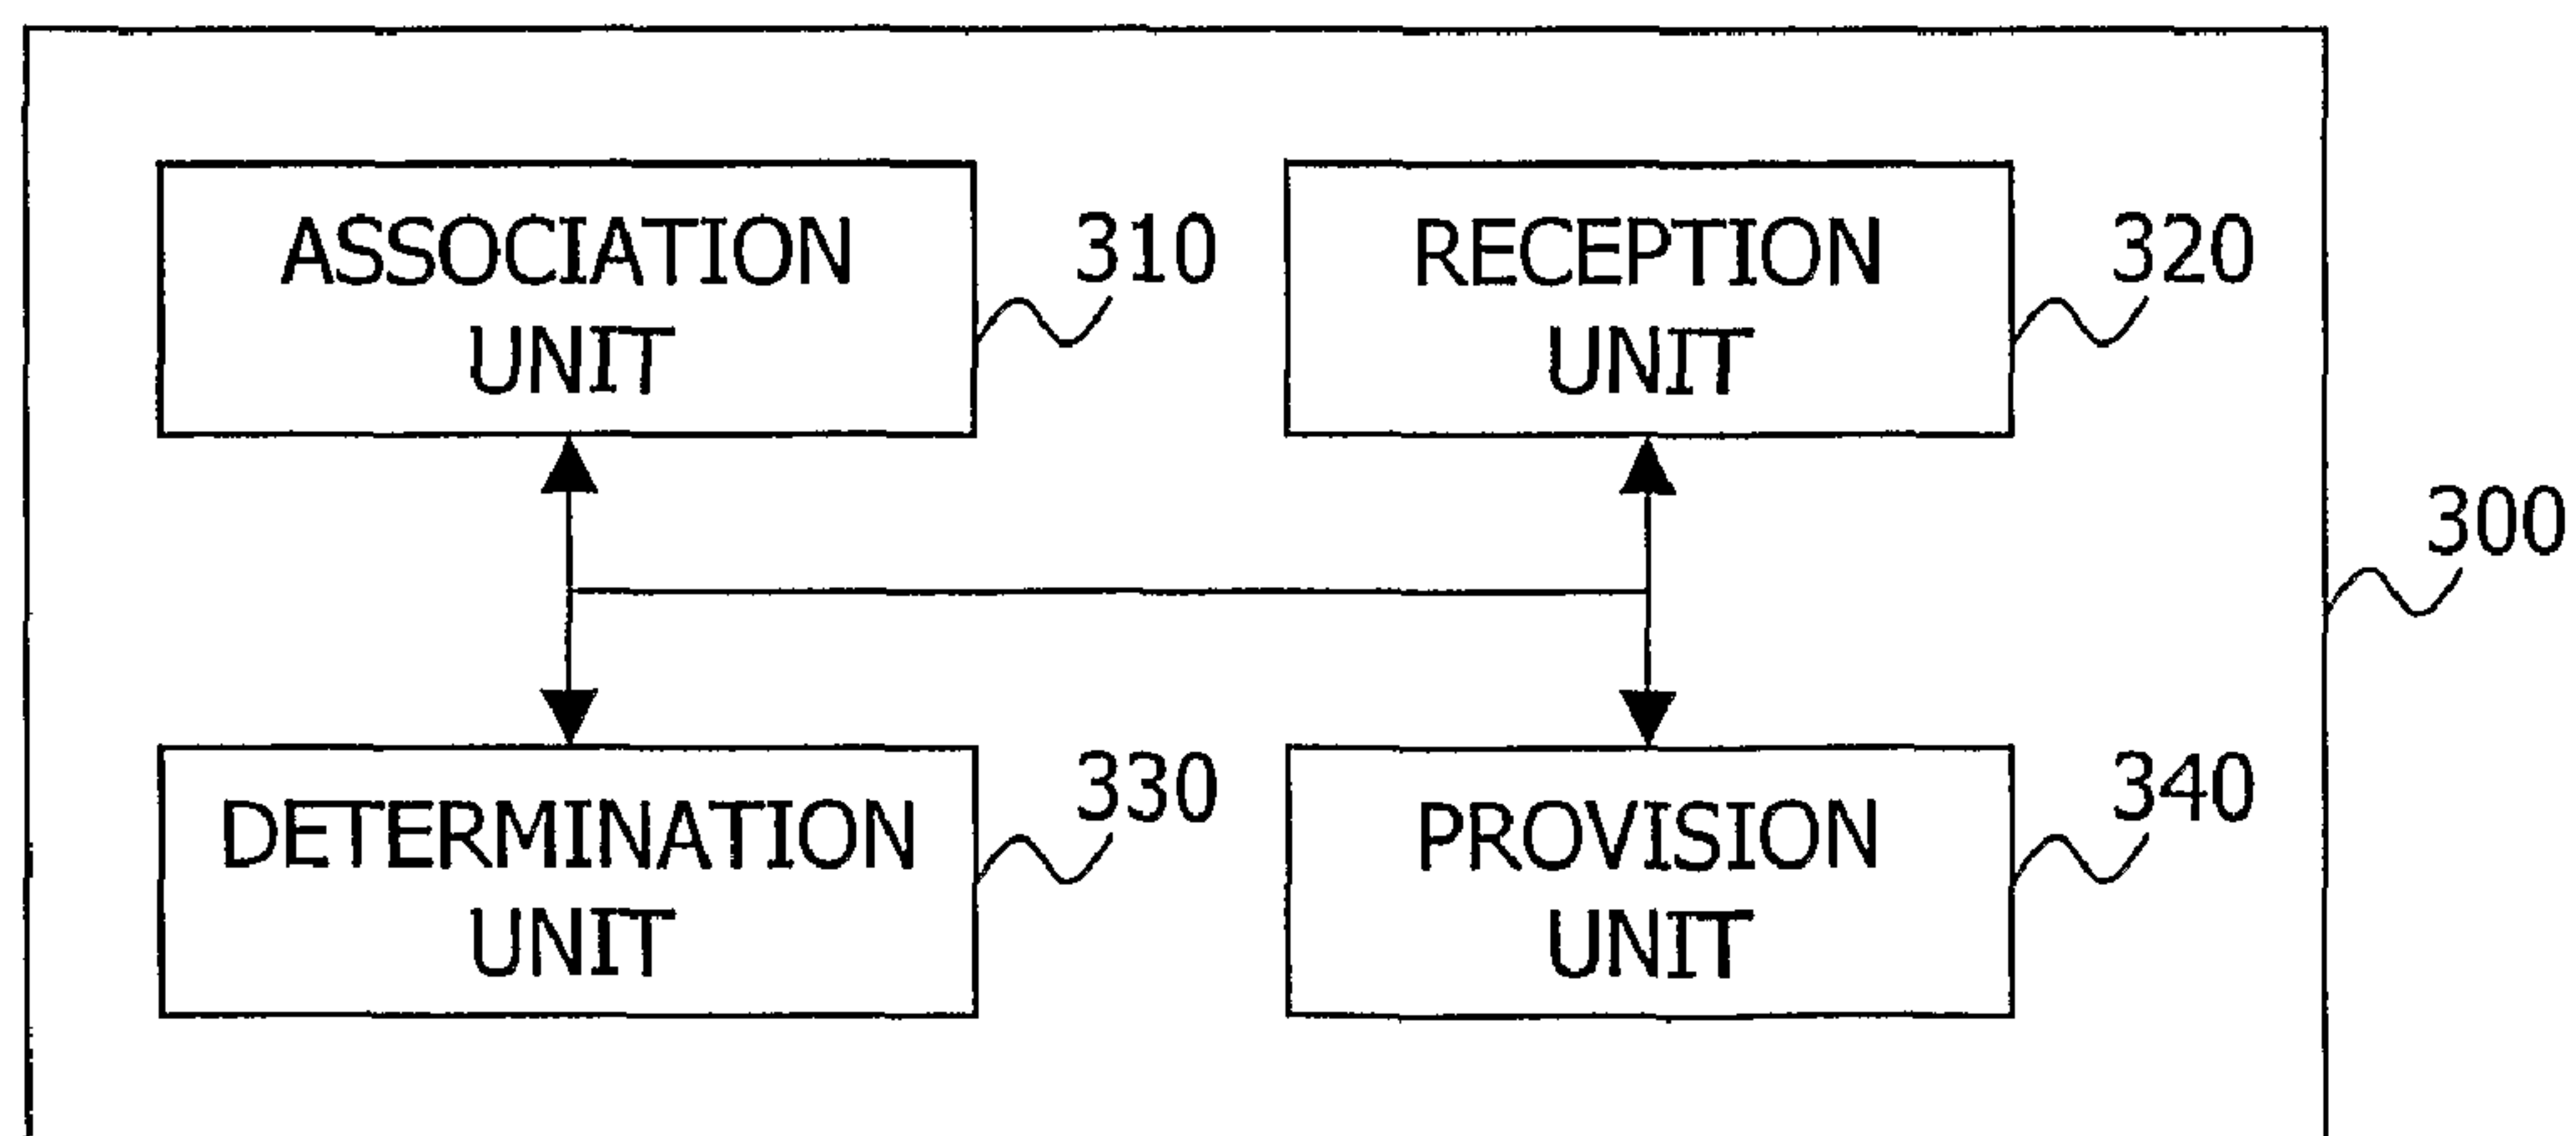 ASSOCIATION
UNIT
310
RECEPTION
UNIT
320
300
DETERMINATION
UNIT
330
PROVISION
UNIT
340